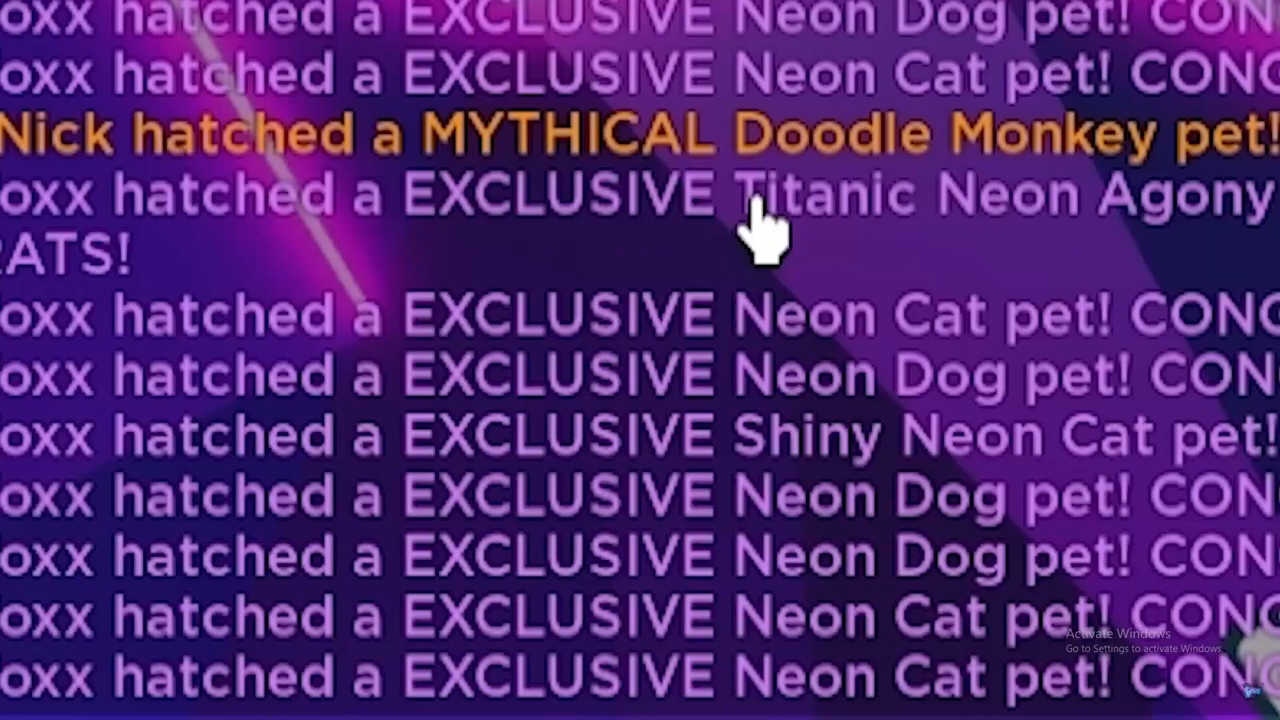 oxx hatched a EXCLUSIVE Neon Dog pet! CON
oxx hatched a EXCLUSIVE Neon Cat pet! CONG
Nick hatched a MYTHICAL Doodle Monkey pet!
oxx hatched a EXCLUSIVE Titanic Neon Agony
RATS!
oxx hatched a EXCLUSIVE Neon Cat pet! CONG
oxx hatched a EXCLUSIVE Neon Dog pet! CON
oxx hatched a EXCLUSIVE Shiny Neon Cat pet!
oxx hatched a EXCLUSIVE Neon Dog pet! CON
oxx hatched a EXCLUSIVE Neon Dog pet! CON
oxx hatched a EXCLUSIVE Neon Cat pet! CONG
Activate Windows
Go to Settings to activate Windows.
oxx hatched a EXCLUSIVE Neon Cat pet! CONG